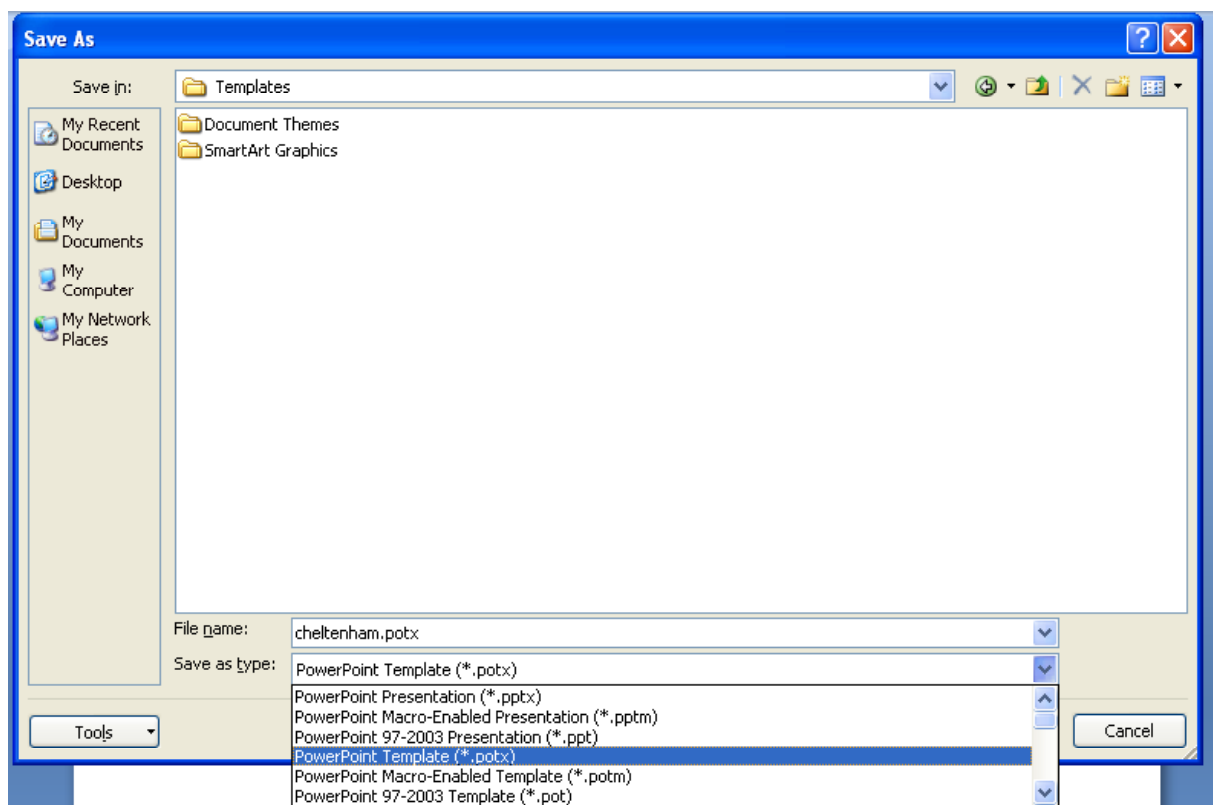 Save As
Save in:
Templates
My Recent
Documents
Desktop
My
Documents
My
Computer
My Network
Places
Document Themes
SmartArt Graphics
File name:
cheltenham.potx
Save as type:
PowerPoint Template (*.potx)
PowerPoint Presentation (*.pptx)
PowerPoint Macro-Enabled Presentation (*.pptm)
PowerPoint 97-2003 Presentation (*.ppt)
PowerPoint Template (*.potx)
PowerPoint Macro-Enabled Template (*.potm)
PowerPoint 97-2003 Template (*.pot)
Tools
Cancel